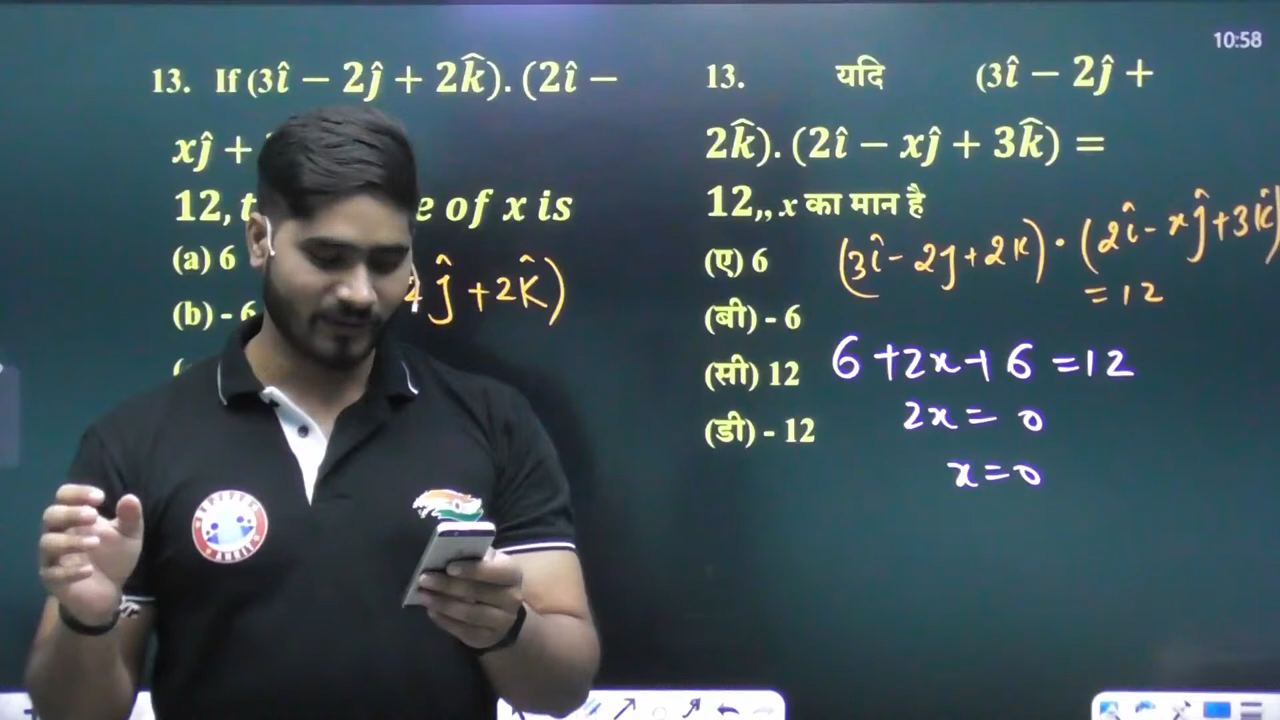 10:58
13. If (3î − 2ĵ + 2k̂). (2î −
xĵ +
12, e of x is
(a) 6
(b) - 6
ĵ + 2k̂)
13. यदि (3î − 2ĵ +
2k̂). (2î − xĵ + 3k̂) =
12,, x का मान है
(ए) 6
(बी) - 6
(सी) 12
(डी) - 12
(3î - 2j + 2k) · (2î - xĵ + 3k̂)
= 12
6 + 2x + 6 = 12
2x = 0
x = 0